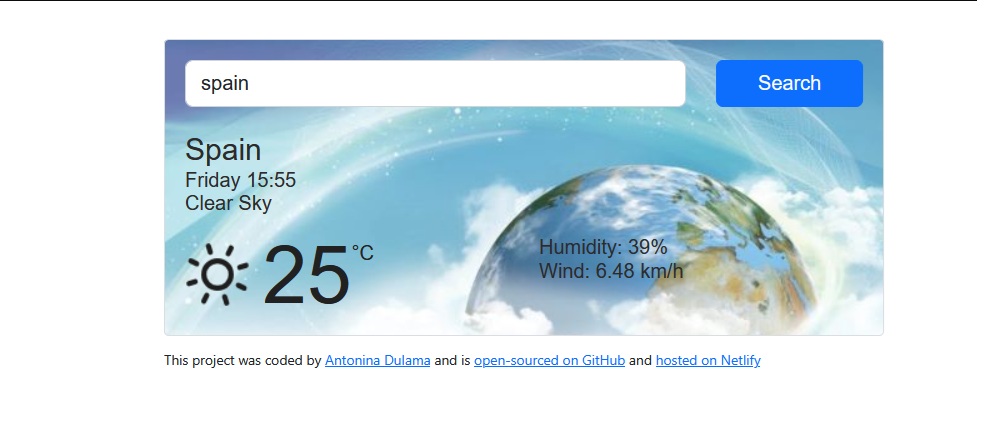 spain
Search
Spain
Friday 15:55
Clear Sky
25 °C
Humidity: 39%
Wind: 6.48 km/h
This project was coded by Antonina Dulama and is open-sourced on GitHub and hosted on Netlify